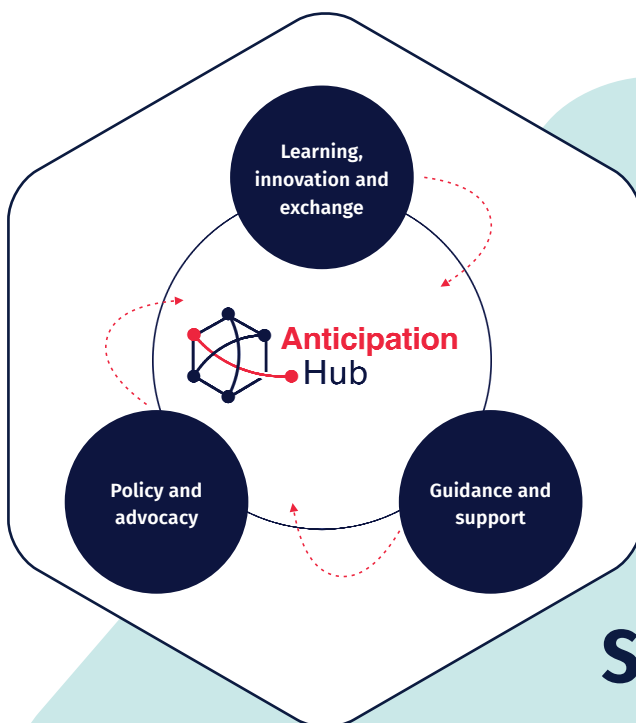 Learning,
innovation and
exchange
Anticipation
Hub
Policy and
advocacy
Guidance and
support
S